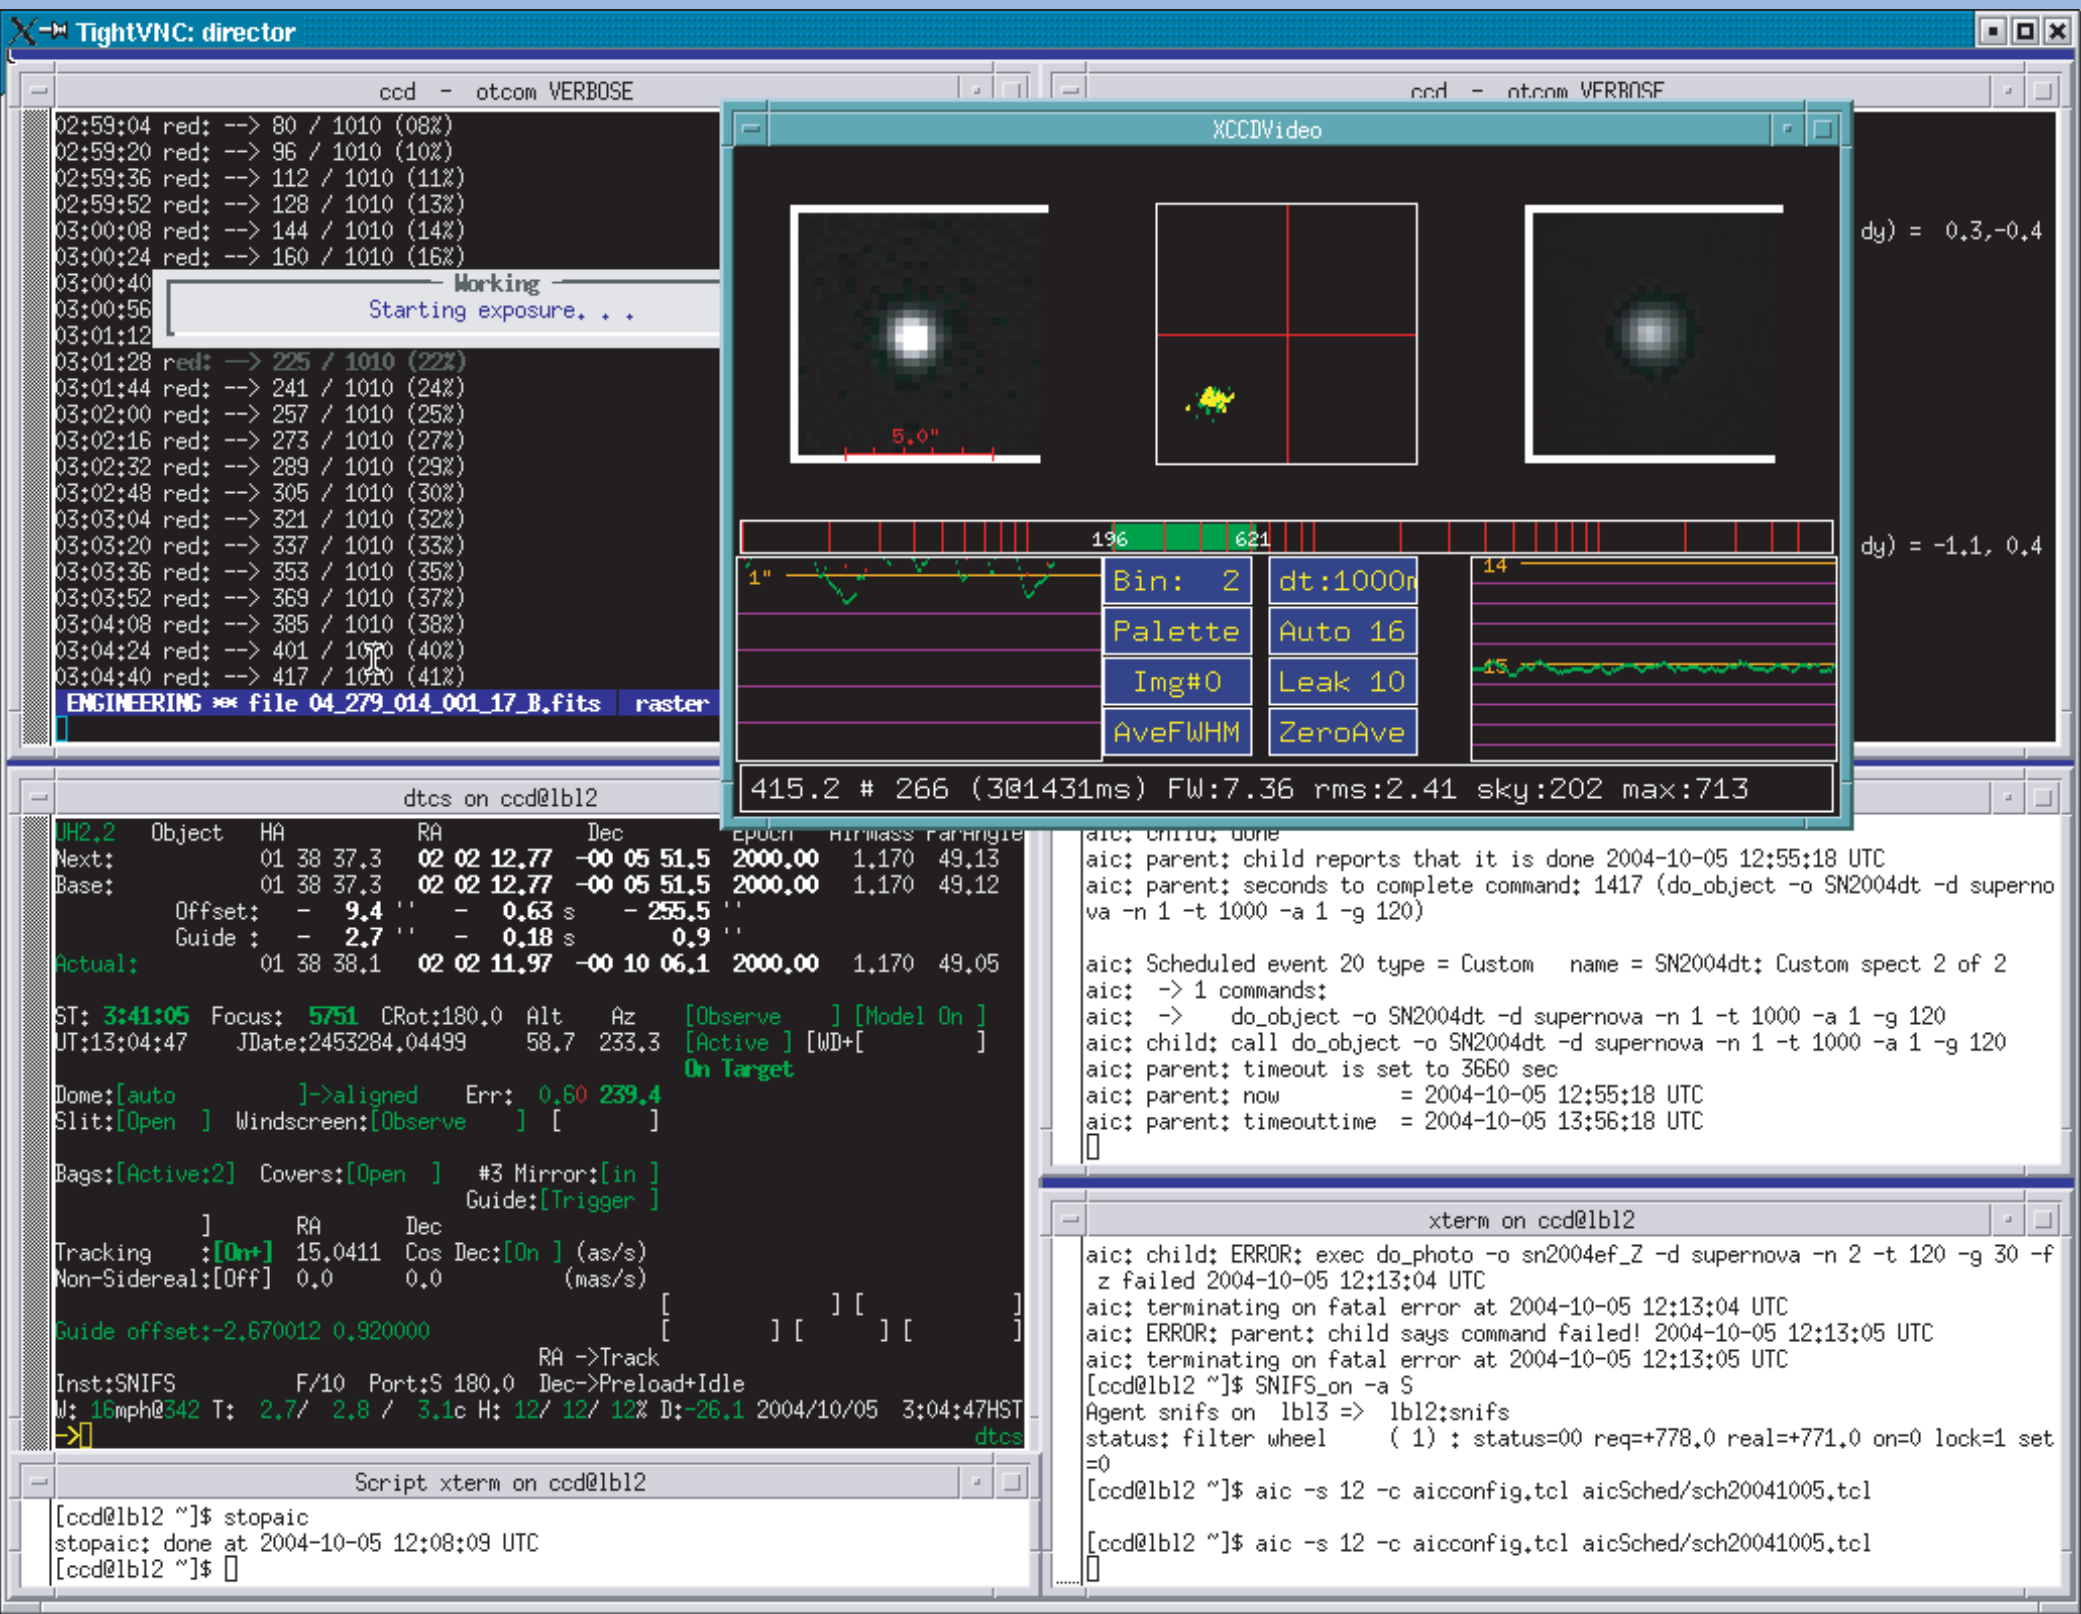 TightVNC: director
ccd - otcom VERBOSE
02:59:04 red: --> 80 / 1010 (08%)
02:59:20 red: --> 96 / 1010 (10%)
02:59:36 red: --> 112 / 1010 (11%)
02:59:52 red: --> 128 / 1010 (13%)
03:00:08 red: --> 144 / 1010 (14%)
03:00:24 red: --> 160 / 1010 (16%)
03:00:40
03:00:56
03:01:12
Working
Starting exposure. . .
03:01:28 red: --> 225 / 1010 (22%)
03:01:44 red: --> 241 / 1010 (24%)
03:02:00 red: --> 257 / 1010 (25%)
03:02:16 red: --> 273 / 1010 (27%)
03:02:32 red: --> 289 / 1010 (29%)
03:02:48 red: --> 305 / 1010 (30%)
03:03:04 red: --> 321 / 1010 (32%)
03:03:20 red: --> 337 / 1010 (33%)
03:03:36 red: --> 353 / 1010 (35%)
03:03:52 red: --> 369 / 1010 (37%)
03:04:08 red: --> 385 / 1010 (38%)
03:04:24 red: --> 401 / 1010 (40%)
03:04:40 red: --> 417 / 1010 (41%)
ENGINEERING ** file 04_279_014_001_17_B.fits raster
ccd - otcom VERBOSE
dy) = 0.3,-0.4
dy) = -1.1, 0.4
XCCDVideo
5.0"
196 621
1"
Bin: 2 dt:1000m
Palette Auto 16
Img#0 Leak 10
AveFWHM ZeroAve
14
15
415.2 # 266 (3@1431ms) FW:7.36 rms:2.41 sky:202 max:713
dtcs on ccd@lbl2
UH2.2 Object HA RA Dec Epoch Airmass ParAngle
Next: 01 38 37.3 02 02 12.77 -00 05 51.5 2000.00 1.170 49.13
Base: 01 38 37.3 02 02 12.77 -00 05 51.5 2000.00 1.170 49.12
Offset: - 9.4 '' - 0.63 s - 255.5 ''
Guide : - 2.7 '' - 0.18 s 0.9 ''
Actual: 01 38 38.1 02 02 11.97 -00 10 06.1 2000.00 1.170 49.05
ST: 3:41:05 Focus: 5751 CRot:180.0 Alt Az [Observe ] [Model On ]
UT:13:04:47 JDate:2453284.04499 58.7 233.3 [Active ] [WD+[ ]
On Target
Dome:[auto ]->aligned Err: 0.60 239.4
Slit:[Open ] Windscreen:[Observe ] [ ]
Bags:[Active:2] Covers:[Open ] #3 Mirror:[in ]
Guide:[Trigger ]
] RA Dec
Tracking :[On+] 15.0411 Cos Dec:[On ] (as/s)
Non-Sidereal:[Off] 0.0 0.0 (mas/s)
[ ] [ ]
Guide offset:-2.670012 0.920000 [ ] [ ] [ ]
RA ->Track
Inst:SNIFS F/10 Port:S 180.0 Dec->Preload+Idle
W: 16mph@342 T: 2.7/ 2.8 / 3.1c H: 12/ 12/ 12% D:-26.1 2004/10/05 3:04:47HST
->
dtcs
aic: child: done
aic: parent: child reports that it is done 2004-10-05 12:55:18 UTC
aic: parent: seconds to complete command: 1417 (do_object -o SN2004dt -d superno
va -n 1 -t 1000 -a 1 -g 120)
aic: Scheduled event 20 type = Custom name = SN2004dt: Custom spect 2 of 2
aic: -> 1 commands:
aic: -> do_object -o SN2004dt -d supernova -n 1 -t 1000 -a 1 -g 120
aic: child: call do_object -o SN2004dt -d supernova -n 1 -t 1000 -a 1 -g 120
aic: parent: timeout is set to 3660 sec
aic: parent: now = 2004-10-05 12:55:18 UTC
aic: parent: timeouttime = 2004-10-05 13:56:18 UTC
xterm on ccd@lbl2
aic: child: ERROR: exec do_photo -o sn2004ef_Z -d supernova -n 2 -t 120 -g 30 -f
z failed 2004-10-05 12:13:04 UTC
aic: terminating on fatal error at 2004-10-05 12:13:04 UTC
aic: ERROR: parent: child says command failed! 2004-10-05 12:13:05 UTC
aic: terminating on fatal error at 2004-10-05 12:13:05 UTC
[ccd@lbl2 ~]$ SNIFS_on -a S
Agent snifs on lbl3 => lbl2:snifs
status: filter wheel ( 1) : status=00 req=+778.0 real=+771.0 on=0 lock=1 set
=0
[ccd@lbl2 ~]$ aic -s 12 -c aicconfig.tcl aicSched/sch20041005.tcl
[ccd@lbl2 ~]$ aic -s 12 -c aicconfig.tcl aicSched/sch20041005.tcl
Script xterm on ccd@lbl2
[ccd@lbl2 ~]$ stopaic
stopaic: done at 2004-10-05 12:08:09 UTC
[ccd@lbl2 ~]$